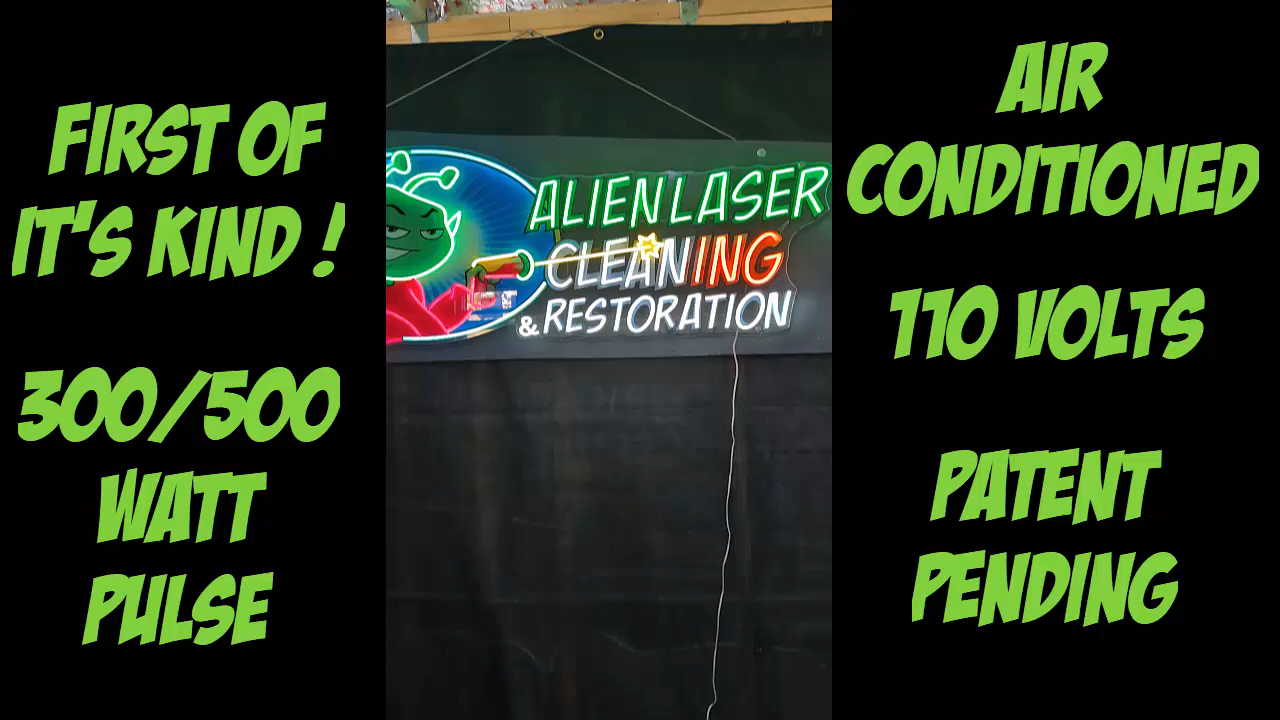 FIRST OF
IT'S KIND !
300/500
WATT
PULSE
ALIEN LASER
CLEANING
& RESTORATION
AIR
CONDITIONED
110 VOLTS
PATENT
PENDING